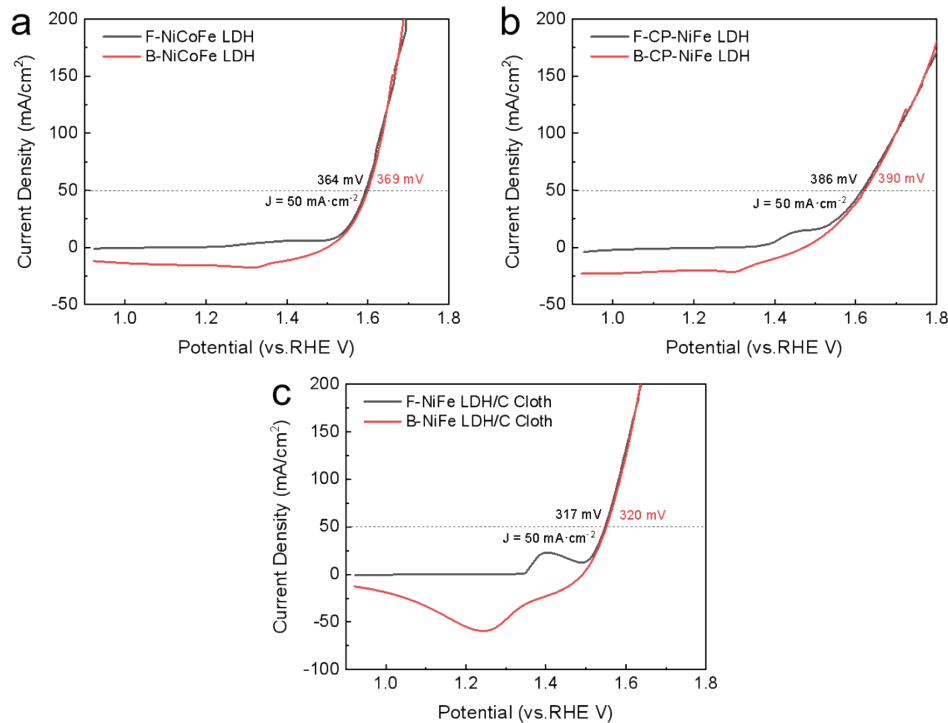 a
F-NiCoFe LDH
B-NiCoFe LDH
200
150
100
50
0
-50
364 mV
369 mV
J = 50 mA·cm⁻²
1.0
1.2
1.4
1.6
1.8
Current Density (mA/cm²)
Potential (vs.RHE V)
b
F-CP-NiFe LDH
B-CP-NiFe LDH
200
150
100
50
0
-50
386 mV
390 mV
J = 50 mA·cm⁻²
1.0
1.2
1.4
1.6
1.8
Current Density (mA/cm²)
Potential (vs.RHE V)
c
F-NiFe LDH/C Cloth
B-NiFe LDH/C Cloth
200
150
100
50
0
-50
-100
317 mV
320 mV
J = 50 mA·cm⁻²
1.0
1.2
1.4
1.6
1.8
Current Density (mA/cm²)
Potential (vs.RHE V)